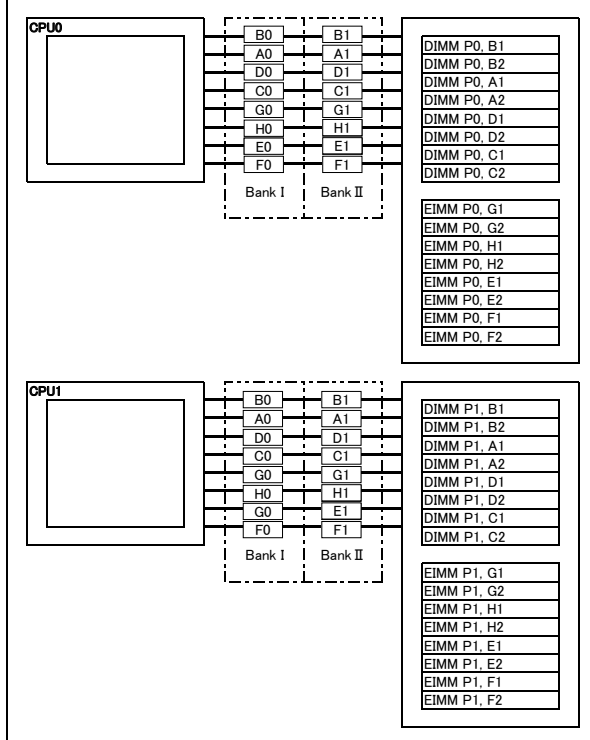 CPU0
B0 B1
A0 A1
D0 D1
C0 C1
G0 G1
H0 H1
E0 E1
F0 F1
Bank Ⅰ Bank Ⅱ
DIMM P0, B1
DIMM P0, B2
DIMM P0, A1
DIMM P0, A2
DIMM P0, D1
DIMM P0, D2
DIMM P0, C1
DIMM P0, C2
EIMM P0, G1
EIMM P0, G2
EIMM P0, H1
EIMM P0, H2
EIMM P0, E1
EIMM P0, E2
EIMM P0, F1
EIMM P0, F2
CPU1
B0 B1
A0 A1
D0 D1
C0 C1
G0 G1
H0 H1
G0 E1
F0 F1
Bank Ⅰ Bank Ⅱ
DIMM P1, B1
DIMM P1, B2
DIMM P1, A1
DIMM P1, A2
DIMM P1, D1
DIMM P1, D2
DIMM P1, C1
DIMM P1, C2
EIMM P1, G1
EIMM P1, G2
EIMM P1, H1
EIMM P1, H2
EIMM P1, E1
EIMM P1, E2
EIMM P1, F1
EIMM P1, F2